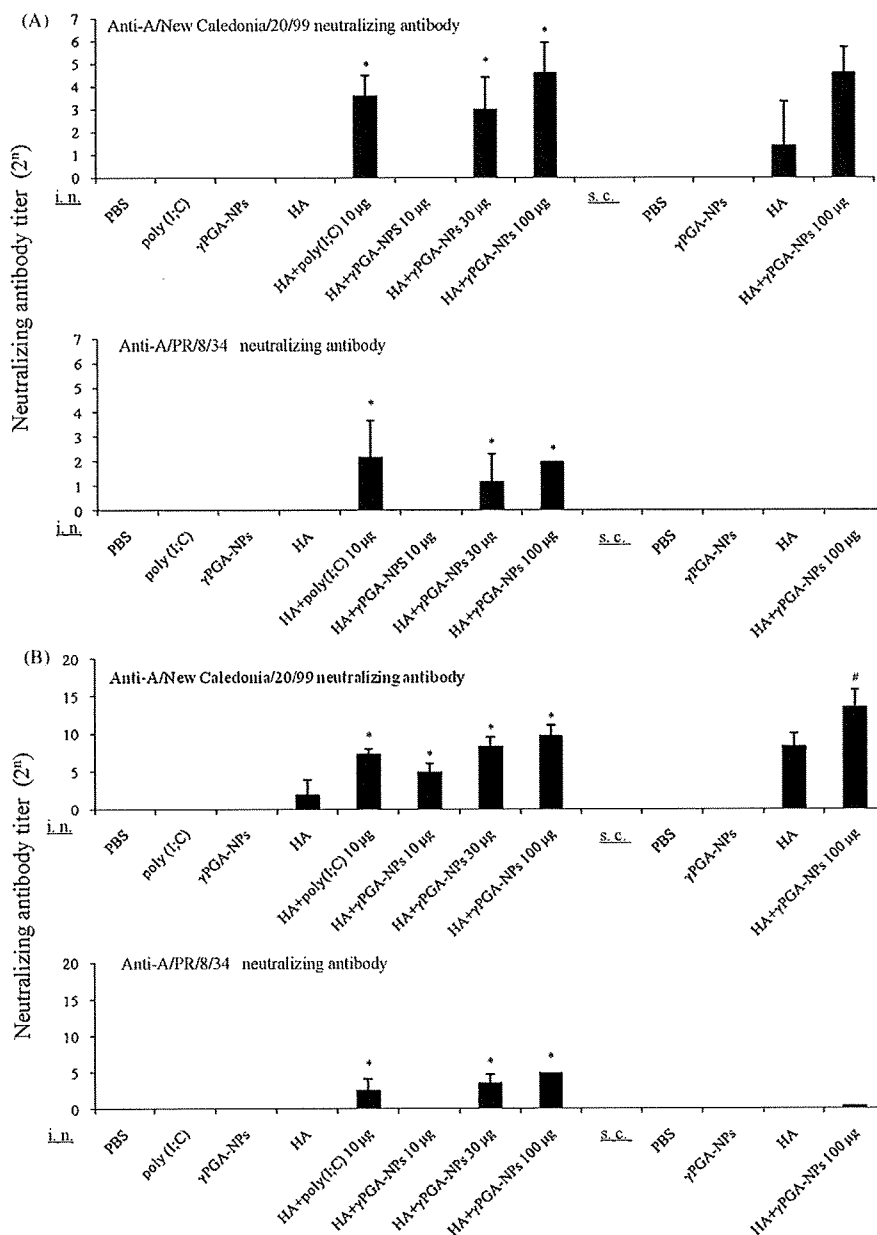 (A)
Anti-A/New Caledonia/20/99 neutralizing antibody
7
6
5
4
3
2
1
0
* * *
i. n. PBS poly (I;C) γPGA-NPs HA HA+poly(I;C) 10 μg HA+γPGA-NPS 10 μg HA+γPGA-NPs 30 μg HA+γPGA-NPs 100 μg s. c. PBS γPGA-NPs HA HA+γPGA-NPs 100 μg
Neutralizing antibody titer (2ⁿ)
Anti-A/PR/8/34 neutralizing antibody
7
6
5
4
3
2
1
0
* * *
i. n. PBS poly (I;C) γPGA-NPs HA HA+poly(I;C) 10 μg HA+γPGA-NPS 10 μg HA+γPGA-NPs 30 μg HA+γPGA-NPs 100 μg s. c. PBS γPGA-NPs HA HA+γPGA-NPs 100 μg
(B)
Anti-A/New Caledonia/20/99 neutralizing antibody
20
15
10
5
0
* * * * #
i. n. PBS poly (I;C) γPGA-NPs HA HA+poly(I;C) 10 μg HA+γPGA-NPs 10 μg HA+γPGA-NPs 30 μg HA+γPGA-NPs 100 μg s. c. PBS γPGA-NPs HA HA+γPGA-NPs 100 μg
Neutralizing antibody titer (2ⁿ)
Anti-A/PR/8/34 neutralizing antibody
20
15
10
5
0
* * *
i. n. PBS poly (I;C) γPGA-NPs HA HA+poly(I;C) 10 μg HA+γPGA-NPs 10 μg HA+γPGA-NPs 30 μg HA+γPGA-NPs 100 μg s. c. PBS γPGA-NPs HA HA+γPGA-NPs 100 μg